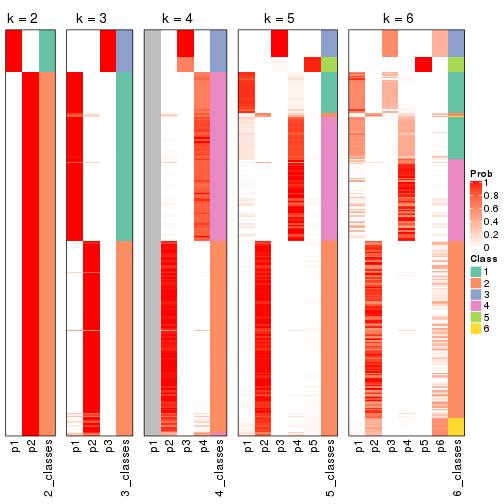 k = 2
k = 3
k = 4
k = 5
k = 6
Prob
1
0.8
0.6
0.4
0.2
0
Class
1
2
3
4
5
6
p1
p2
2_classes
p1
p2
p3
3_classes
p1
p2
p3
p4
4_classes
p1
p2
p3
p4
p5
5_classes
p1
p2
p3
p4
p5
p6
6_classes